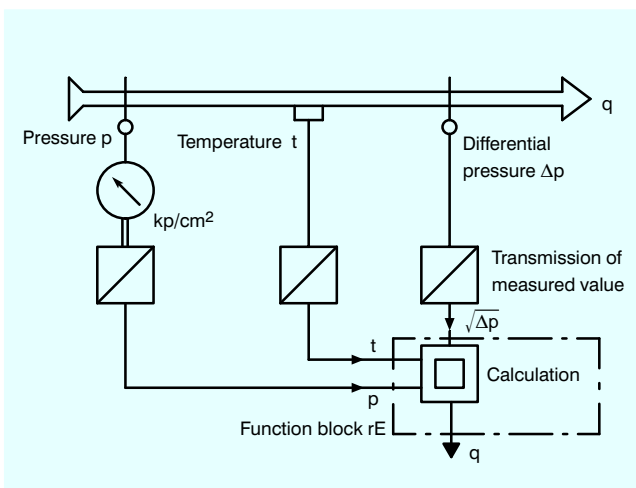 q
Pressure p
Temperature t
Differential
pressure Δp
kp/cm²
Transmission of
measured value
√Δp
t
Calculation
p
Function block rE
q